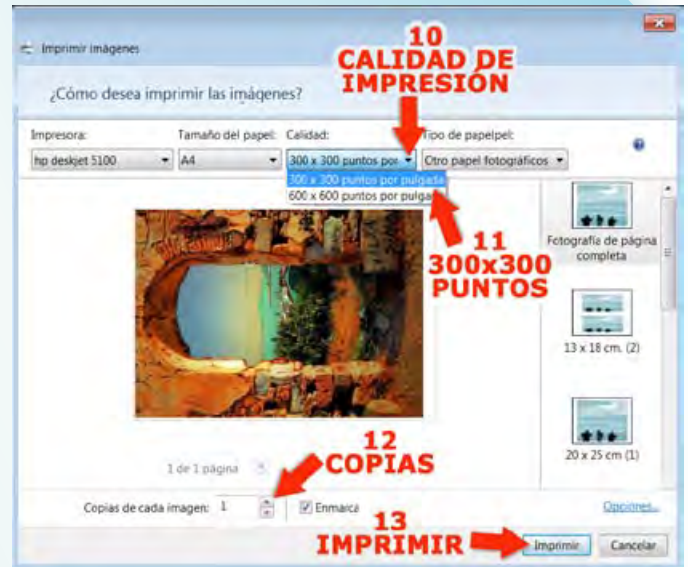 Imprimir imágenes
10
CALIDAD DE
IMPRESIÓN
¿Cómo desea imprimir las imágenes?
Impresora: Tamaño del papel: Calidad: Tipo de papelpel:
hp deskjet 5100 A4 300 x 300 puntos por Otro papel fotográficos
300 x 300 puntos por pulgada
600 x 600 puntos por pulgada
11
300x300
PUNTOS
Fotografía de página
completa
13 x 18 cm. (2)
20 x 25 cm (1)
1 de 1 página
12
COPIAS
Copias de cada imagen: 1 Enmarca
Opciones...
13
IMPRIMIR
Imprimir Cancelar